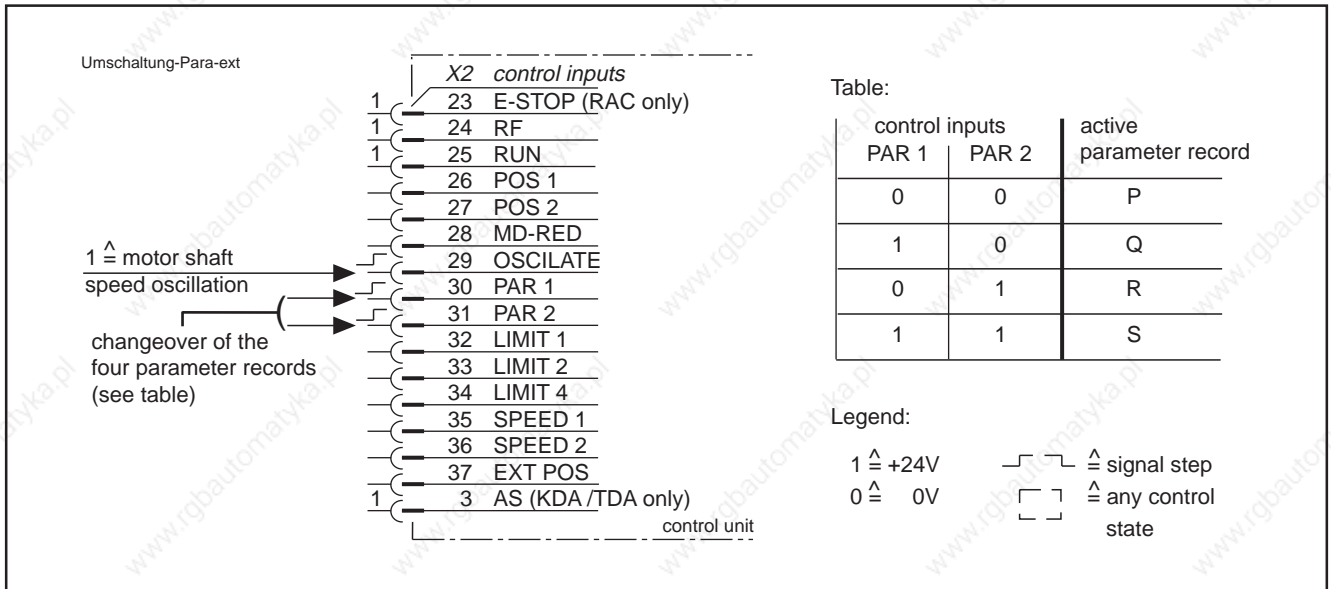 Umschaltung-Para-ext
X2 control inputs
1 23 E-STOP (RAC only)
1 24 RF
1 25 RUN
26 POS 1
27 POS 2
28 MD-RED
29 OSCILATE
30 PAR 1
31 PAR 2
32 LIMIT 1
33 LIMIT 2
34 LIMIT 4
35 SPEED 1
36 SPEED 2
37 EXT POS
1 3 AS (KDA /TDA only)
control unit
1 ≙ motor shaft
speed oscillation
changeover of the
four parameter records
(see table)
Table:
control inputs active
PAR 1 PAR 2 parameter record
0 0 P
1 0 Q
0 1 R
1 1 S
Legend:
1 ≙ +24V ≙ signal step
0 ≙ 0V ≙ any control
state
www.rgbautomatyka.pl